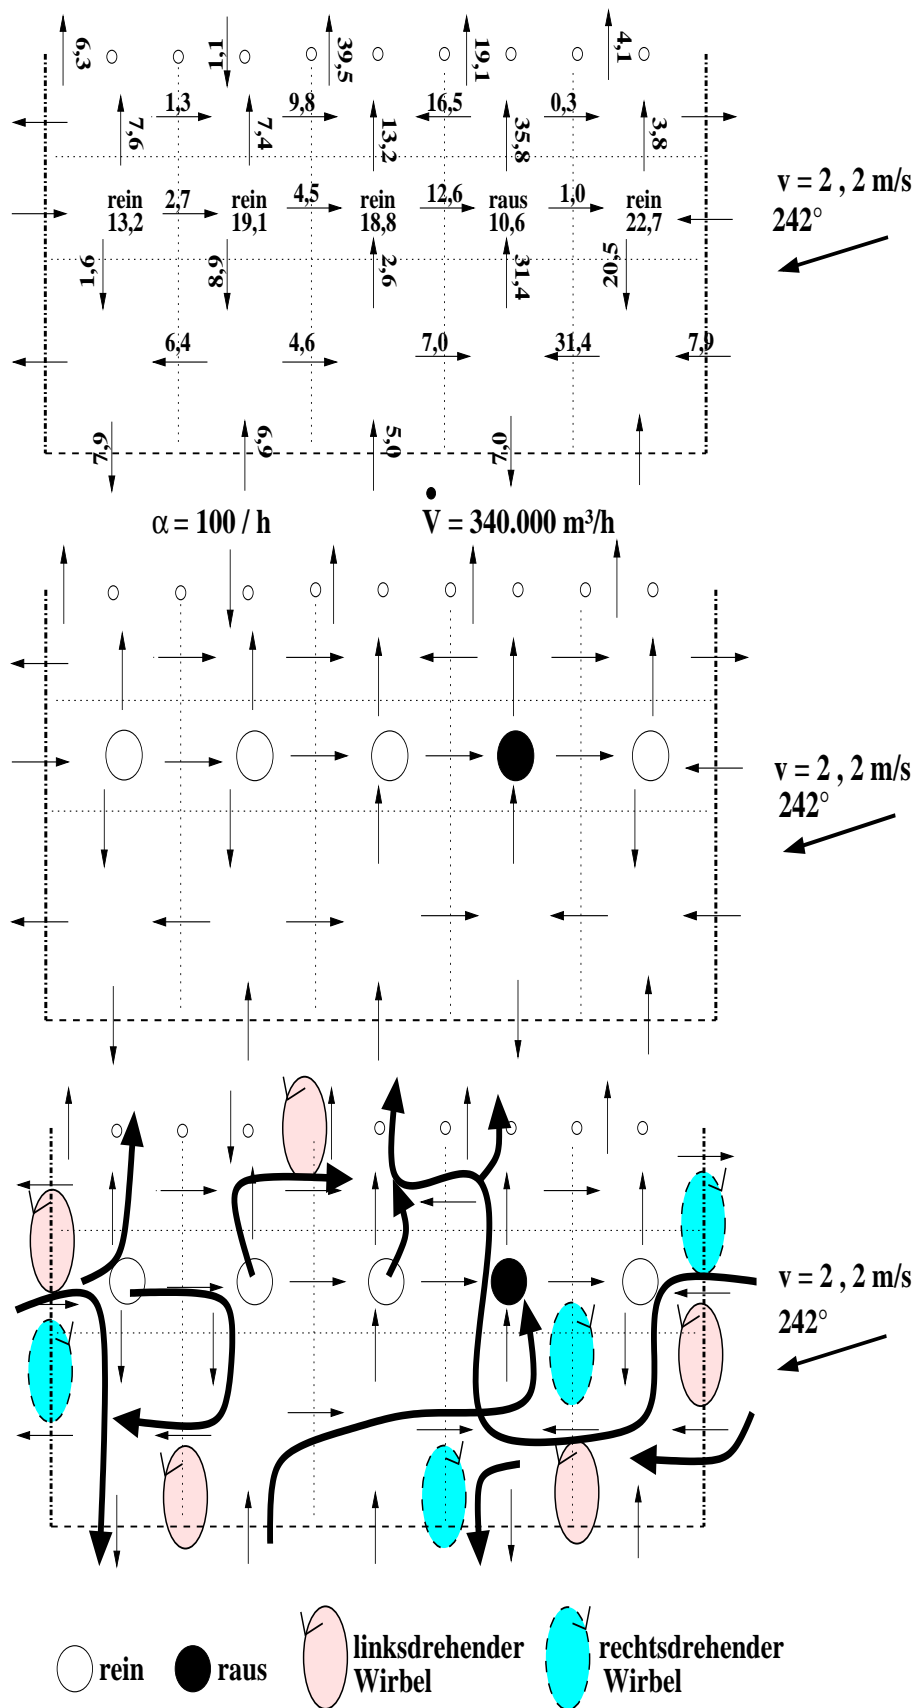 6,3
1,1
39,5
19,1
4,1
1,3
9,8
16,5
0,3
7,6
7,4
13,2
35,8
3,8
rein
13,2
2,7
rein
19,1
4,5
rein
18,8
12,6
raus
10,6
1,0
rein
22,7
v = 2 , 2 m/s
242°
1,9
8,9
2,6
31,4
20,5
6,4
4,6
7,0
31,4
7,9
7,9
6,9
5,0
7,0
α = 100 / h
V̇ = 340.000 m³/h
v = 2 , 2 m/s
242°
v = 2 , 2 m/s
242°
rein
raus
linksdrehender
Wirbel
rechtsdrehender
Wirbel